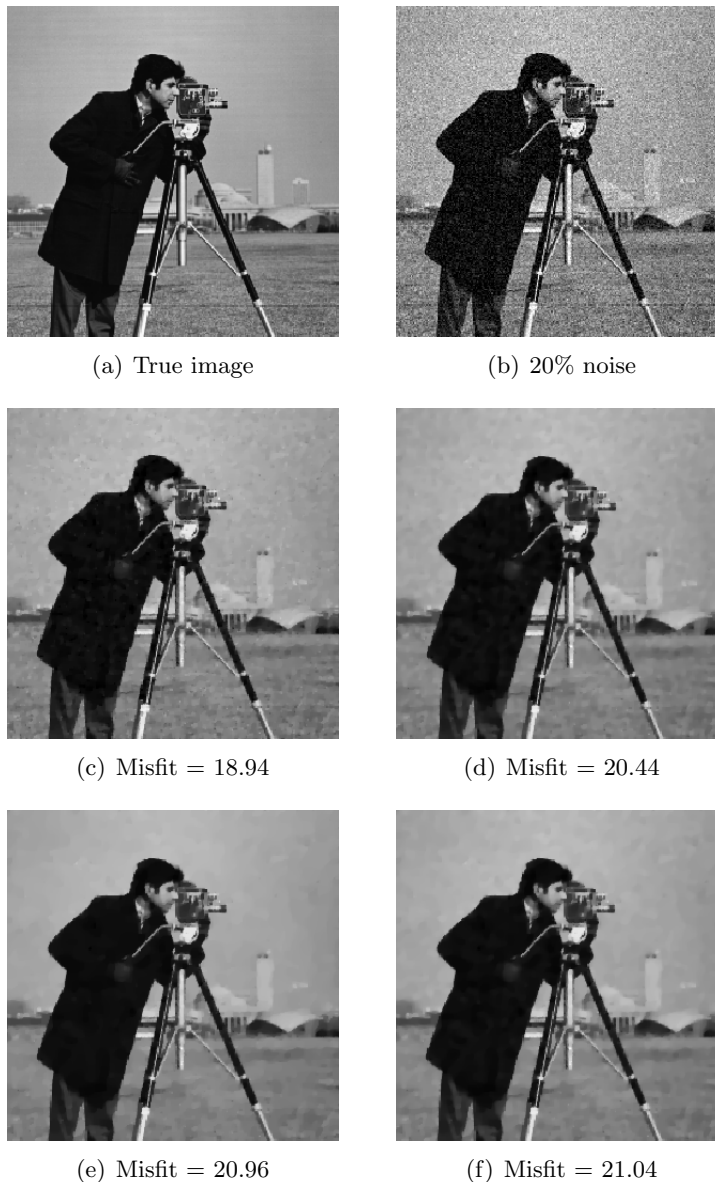 (a) True image
(b) 20% noise
(c) Misfit = 18.94
(d) Misfit = 20.44
(e) Misfit = 20.96
(f) Misfit = 21.04